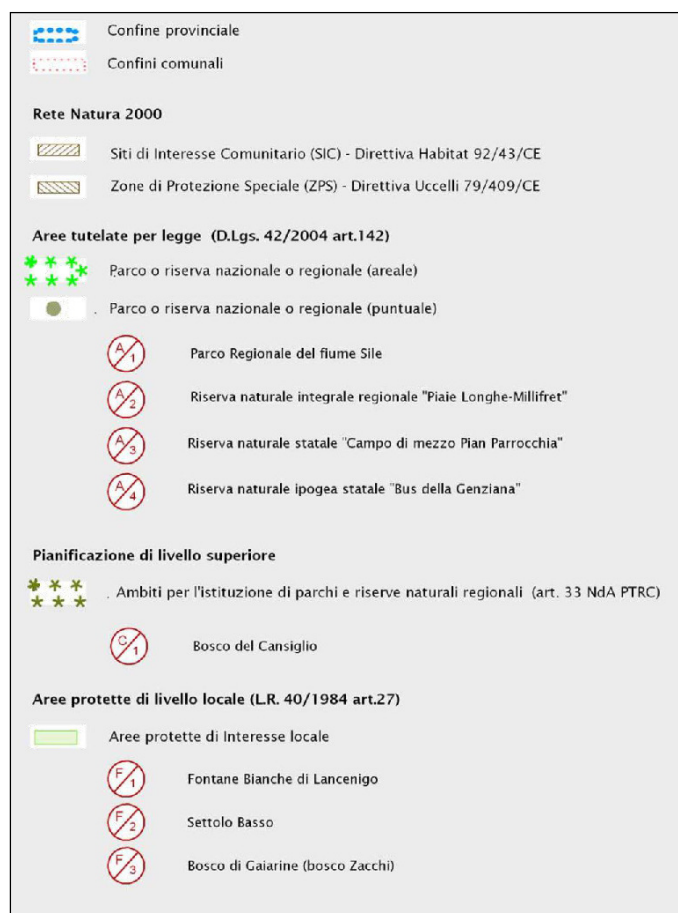 Confine provinciale
Confini comunali
Rete Natura 2000
Siti di Interesse Comunitario (SIC) - Direttiva Habitat 92/43/CE
Zone di Protezione Speciale (ZPS) - Direttiva Uccelli 79/409/CE
Aree tutelate per legge (D.Lgs. 42/2004 art.142)
Parco o riserva nazionale o regionale (areale)
. Parco o riserva nazionale o regionale (puntuale)
A/1 Parco Regionale del fiume Sile
A/2 Riserva naturale integrale regionale "Piaie Longhe-Millifret"
A/3 Riserva naturale statale "Campo di mezzo Pian Parrocchia"
A/4 Riserva naturale ipogea statale "Bus della Genziana"
Pianificazione di livello superiore
. Ambiti per l'istituzione di parchi e riserve naturali regionali (art. 33 NdA PTRC)
C/1 Bosco del Cansiglio
Aree protette di livello locale (L.R. 40/1984 art.27)
Aree protette di Interesse locale
F/1 Fontane Bianche di Lancenigo
F/2 Settolo Basso
F/3 Bosco di Gaiarine (bosco Zacchi)